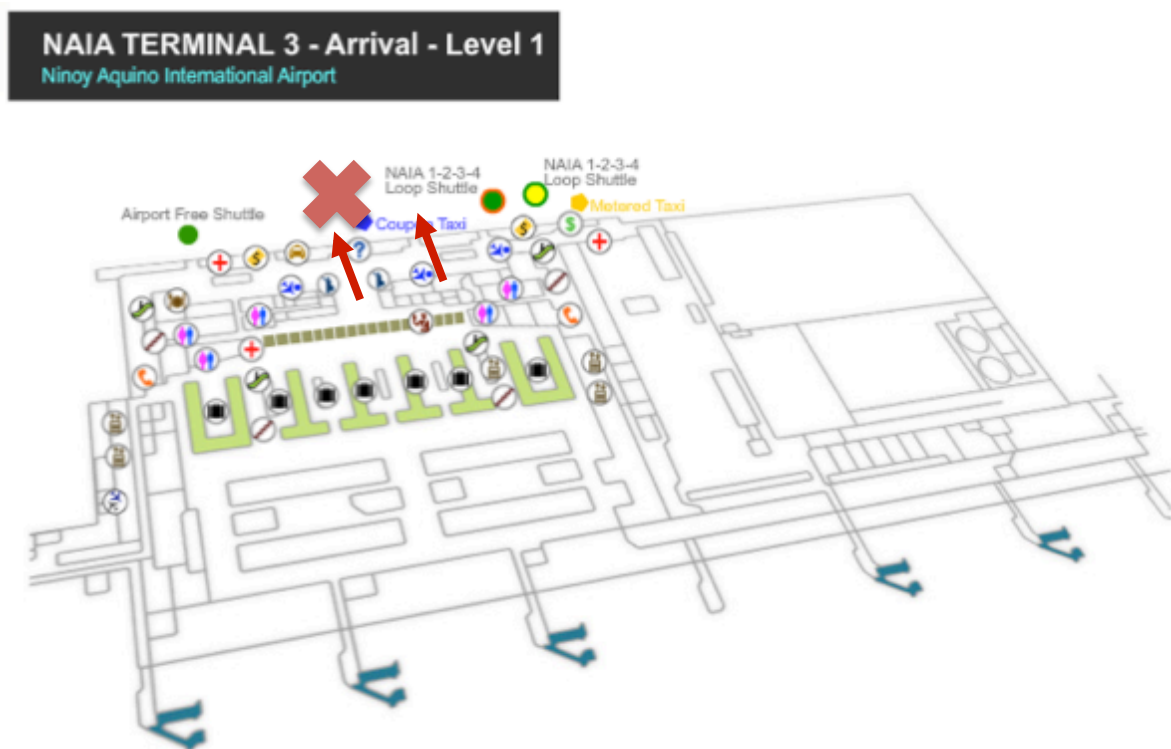 NAIA TERMINAL 3 - Arrival - Level 1
Ninoy Aquino International Airport
NAIA 1-2-3-4
Loop Shuttle
NAIA 1-2-3-4
Loop Shuttle
Airport Free Shuttle
Metered Taxi
Coupon Taxi